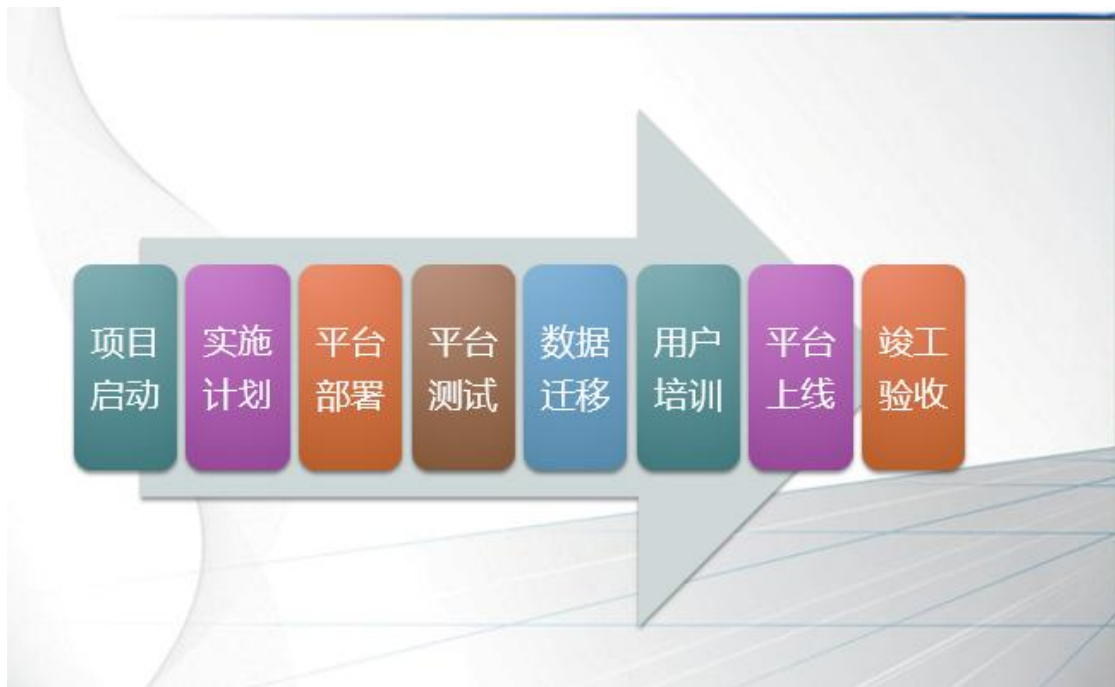 项目
启动
实施
计划
平台
部署
平台
测试
数据
迁移
用户
培训
平台
上线
竣工
验收